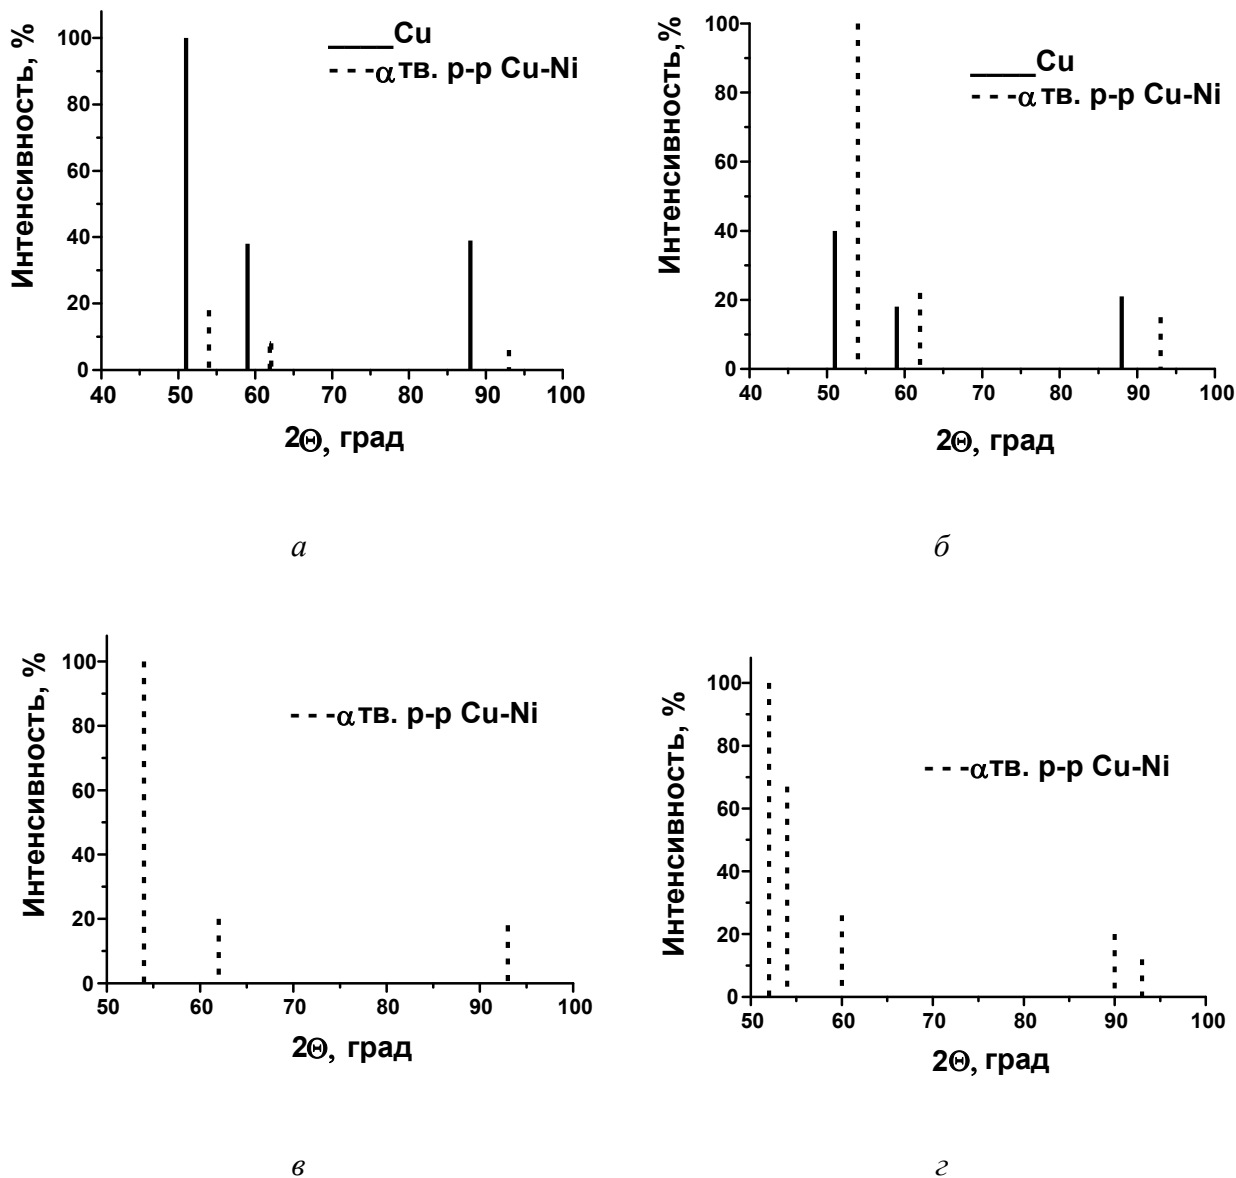 Интенсивность, %
100
80
60
40
20
0
Cu
α тв. р-р Cu-Ni
40 50 60 70 80 90 100
2Θ, град
а
Интенсивность,%
100
80
60
40
20
0
Cu
α тв. р-р Cu-Ni
40 50 60 70 80 90 100
2Θ, град
б
Интенсивность, %
100
80
60
40
20
0
α тв. р-р Cu-Ni
50 60 70 80 90 100
2Θ, град
в
Интенсивность, %
100
80
60
40
20
0
αтв. р-р Cu-Ni
50 60 70 80 90 100
2Θ, град
г